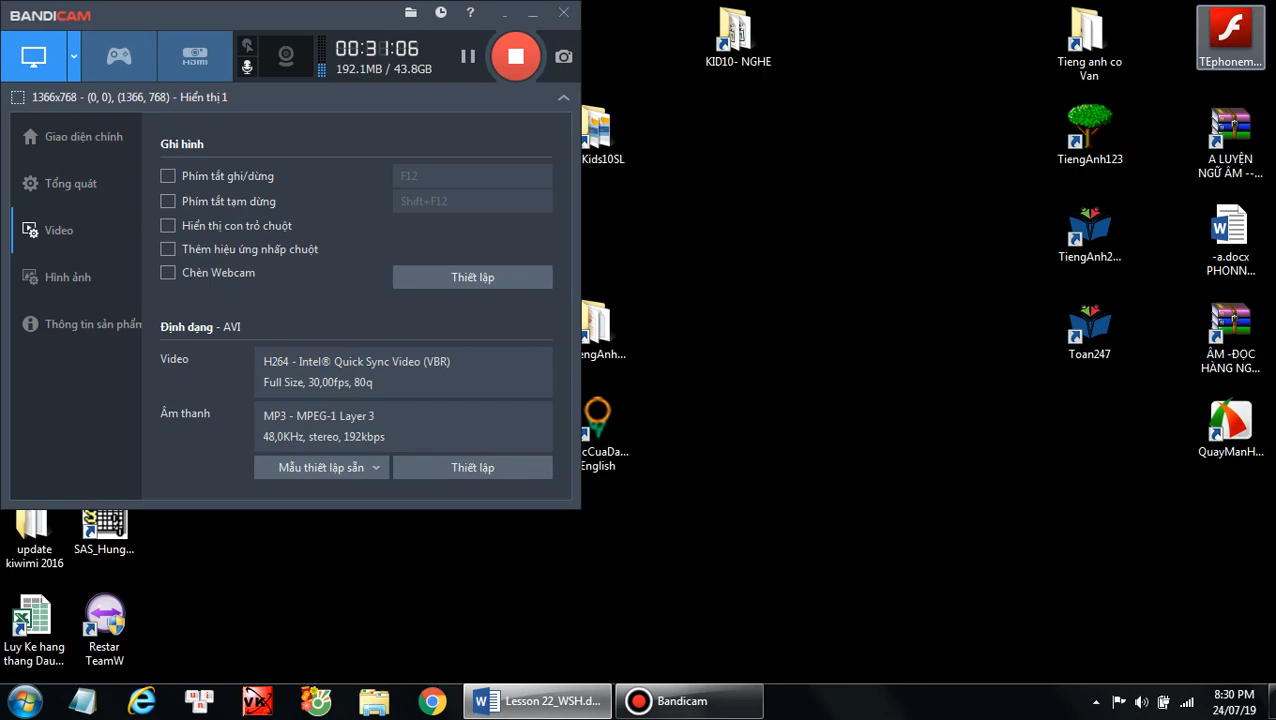 BANDICAM
?
HDMI
00:31:06
192.1MB / 43.8GB
1366x768 - (0, 0), (1366, 768) - Hiển thị 1
Giao diện chính
Tổng quát
Video
Hình ảnh
Thông tin sản phẩm
Ghi hình
Phím tắt ghi/dừng
F12
Phím tắt tạm dừng
Shift+F12
Hiển thị con trỏ chuột
Thêm hiệu ứng nhấp chuột
Chèn Webcam
Thiết lập
Định dạng - AVI
Video
H264 - Intel® Quick Sync Video (VBR)
Full Size, 30,00fps, 80q
Âm thanh
MP3 - MPEG-1 Layer 3
48,0KHz, stereo, 192kbps
Mẫu thiết lập sẵn
Thiết lập
KID10- NGHE
Tieng anh co
Van
TEphonem...
Kids10SL
TiengAnh123
A LUYỆN
NGỮ ÂM --...
TiengAnh2...
-a.docx
PHONN...
engAnh...
Toan247
ÂM -ĐỌC
HÀNG NG...
cCuaDa...
English
QuayManH...
update
kiwimi 2016
SAS_Hung...
Luy Ke hang
thang Dau...
Restar
TeamW
Lesson 22_WSH.d...
Bandicam
8:30 PM
24/07/19